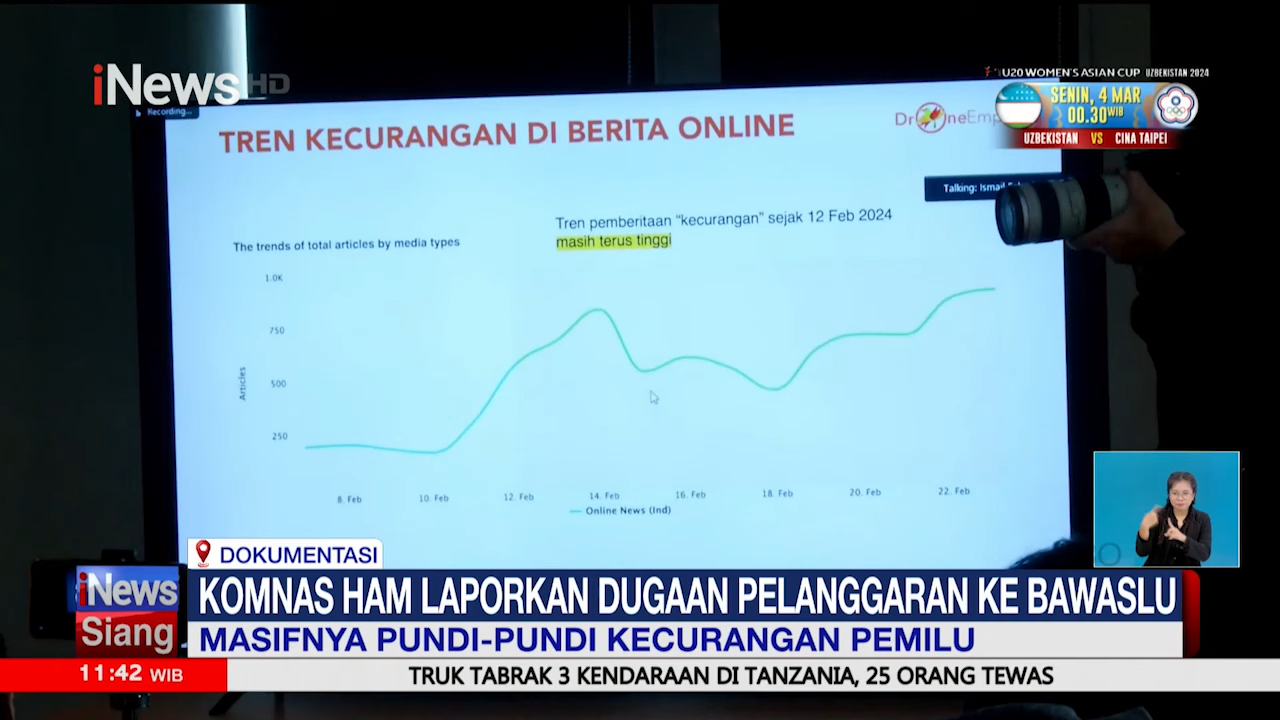 iNews HD
Recording...
TREN KECURANGAN DI BERITA ONLINE
U20 WOMEN'S ASIAN CUP UZBEKISTAN 2024
SENIN, 4 MAR
00.30 WIB
UZBEKISTAN VS CINA TAIPEI
Talking: Ismail
Tren pemberitaan "kecurangan" sejak 12 Feb 2024
masih terus tinggi
The trends of total articles by media types
1.0K
750
500
250
Articles
8. Feb
10. Feb
12. Feb
14. Feb
16. Feb
18. Feb
20. Feb
22. Feb
Online News (Ind)
DOKUMENTASI
iNews
Siang
KOMNAS HAM LAPORKAN DUGAAN PELANGGARAN KE BAWASLU
MASIFNYA PUNDI-PUNDI KECURANGAN PEMILU
11:42 WIB
TRUK TABRAK 3 KENDARAAN DI TANZANIA, 25 ORANG TEWAS